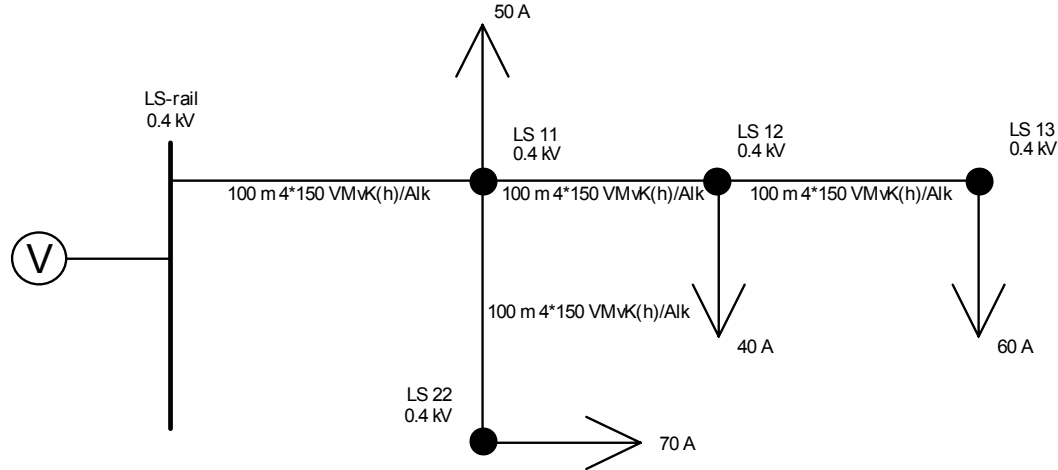 50 A
LS-rail
0.4 kV
LS 11
0.4 kV
LS 12
0.4 kV
LS 13
0.4 kV
100 m 4*150 VMvK(h)/Alk
100 m 4*150 VMvK(h)/Alk
100 m 4*150 VMvK(h)/Alk
V
100 m 4*150 VMvK(h)/Alk
40 A
60 A
LS 22
0.4 kV
70 A